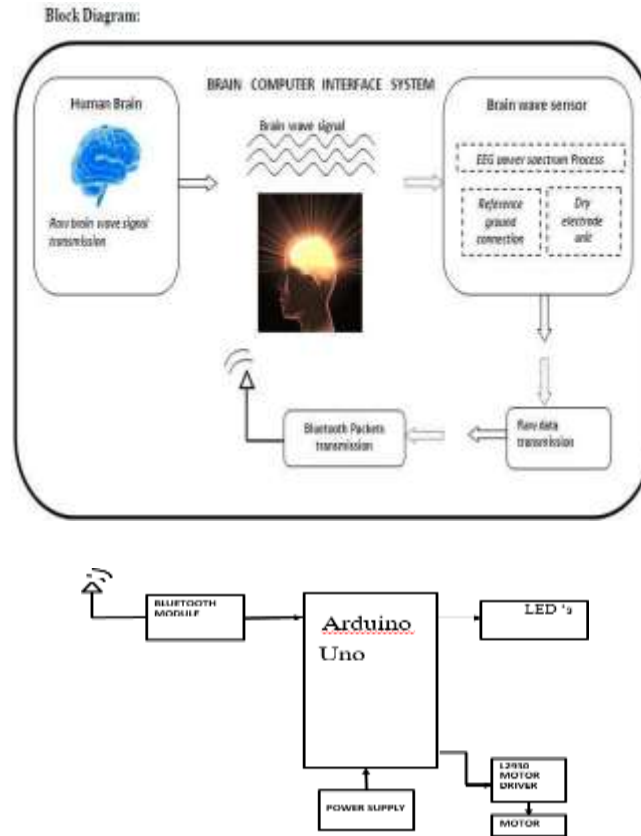 Block Diagram:
BRAIN COMPUTER INTERFACE SYSTEM
Human Brain
Raw brain wave signal
transmission
Brain wave signal
Brain wave sensor
EEG power spectrum Process
Reference
ground
connection
Dry
electrode
unit
Raw data
transmission
Bluetooth Packets
transmission
BLUETOOTH
MODULE
Arduino
Uno
LED 's
MOTOR
DRIVER
POWER SUPPLY
MOTOR